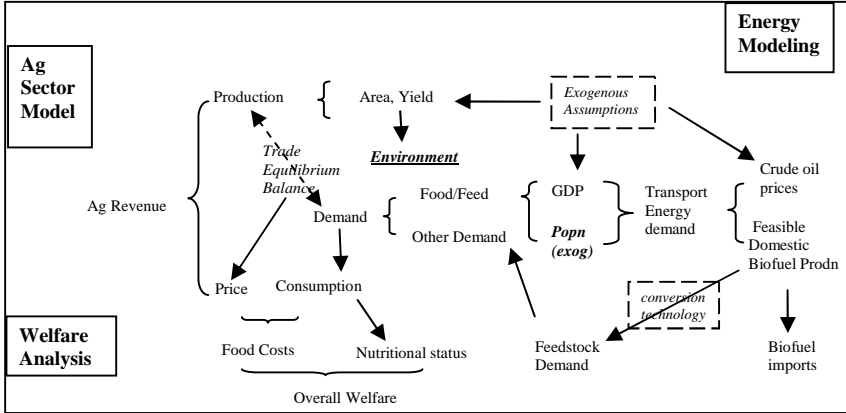 Energy
Modeling
Ag
Sector
Model
Production
Area, Yield
Exogenous
Assumptions
Trade
Equilibrium
Balance
Environment
Crude oil
prices
Ag Revenue
Food/Feed
GDP
Transport
Energy
demand
Demand
Other Demand
Popn
(exog)
Feasible
Domestic
Biofuel Prodn
Price
Consumption
conversion
technology
Welfare
Analysis
Food Costs
Nutritional status
Feedstock
Demand
Biofuel
imports
Overall Welfare